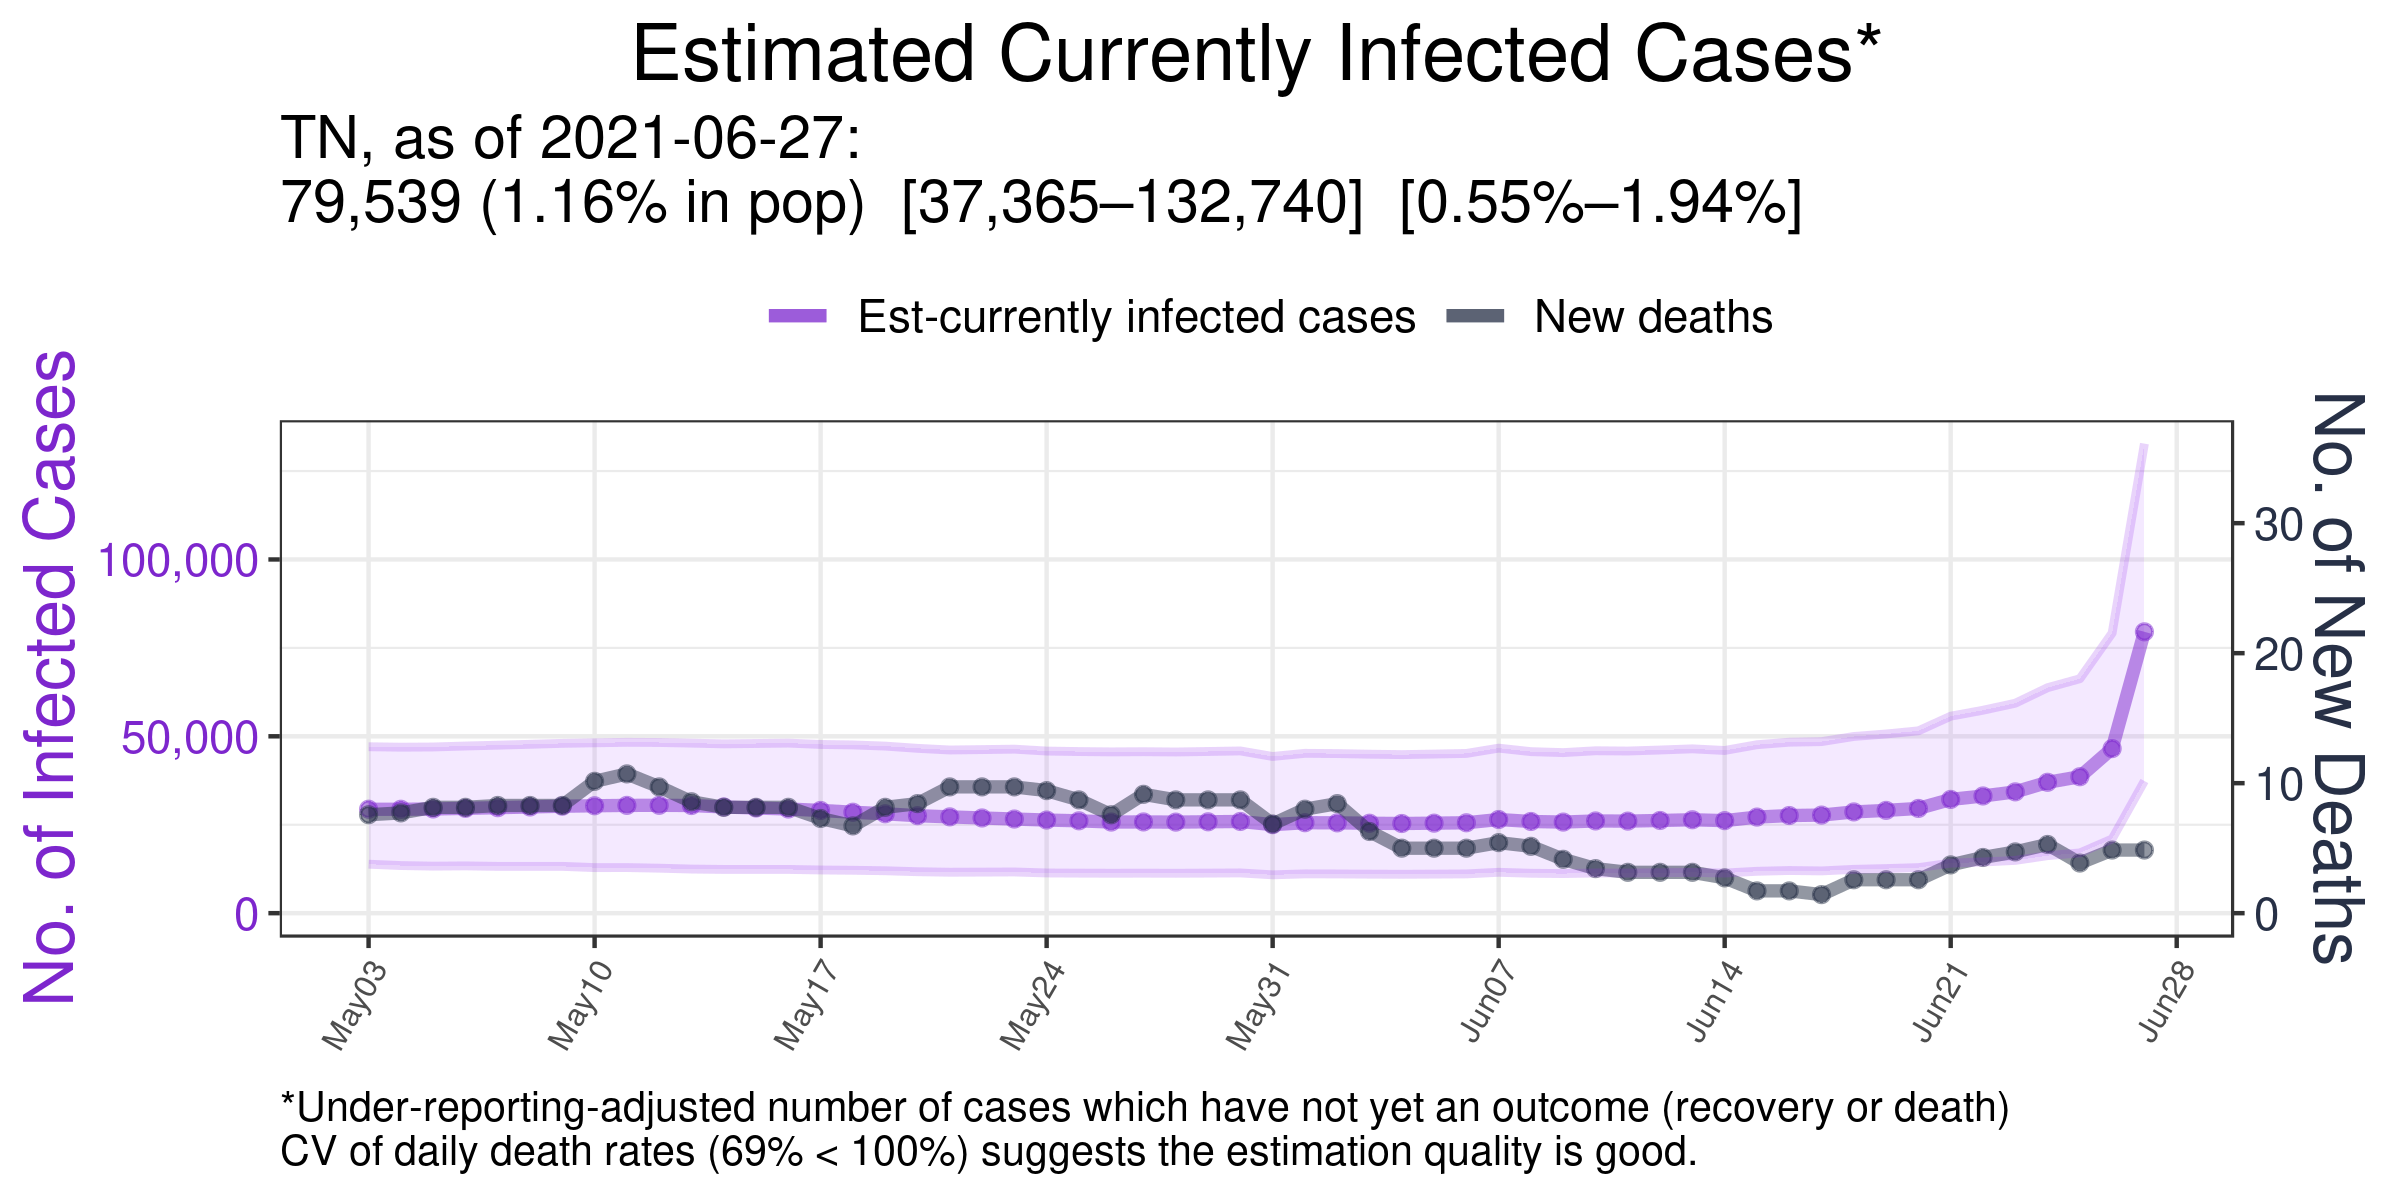 Estimated Currently Infected Cases*
TN, as of 2021-06-27:
79,539 (1.16% in pop)  [37,365–132,740]  [0.55%–1.94%]
Est-currently infected cases
New deaths
No. of Infected Cases
100,000
50,000
0
No. of New Deaths
30
20
10
0
May03
May10
May17
May24
May31
Jun07
Jun14
Jun21
Jun28
*Under-reporting-adjusted number of cases which have not yet an outcome (recovery or death)
CV of daily death rates (69% < 100%) suggests the estimation quality is good.